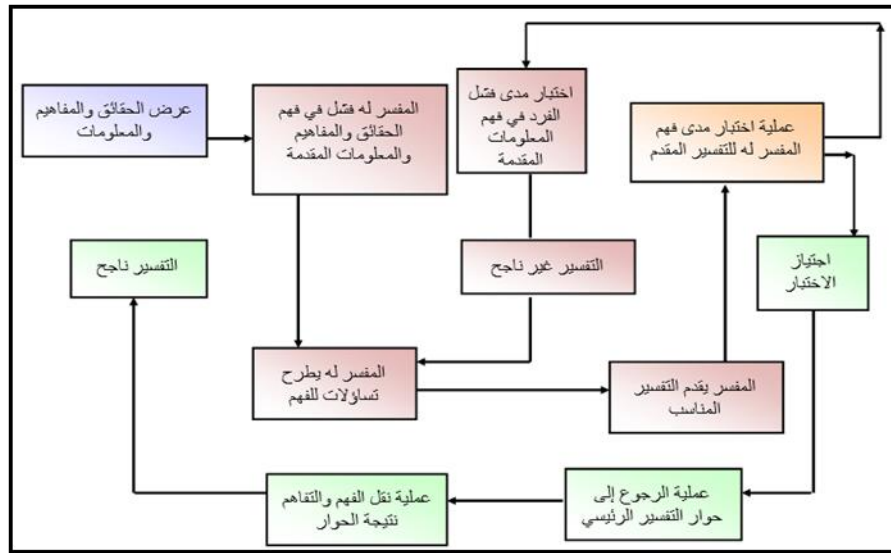 عرض الحقائق والمفاهيم
والمعلومات
المفسر له فشل في فهم
الحقائق والمفاهيم
والمعلومات المقدمة
اختبار مدى فشل
الفرد في فهم
المعلومات
المقدمة
عملية اختبار مدى فهم
المفسر له للتفسير المقدم
اجتياز
الاختبار
التفسير غير ناجح
التفسير ناجح
المفسر له يطرح
تساؤلات للفهم
المفسر يقدم التفسير
المناسب
عملية الرجوع إلى
حوار التفسير الرئيسي
عملية نقل الفهم والتفاهم
نتيجة الحوار